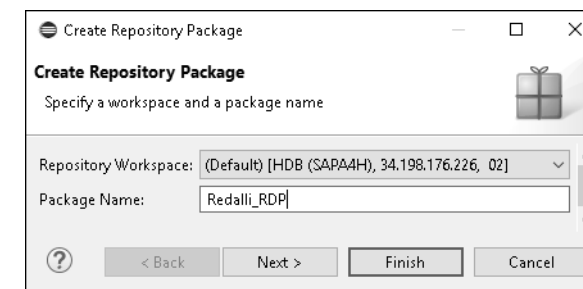 Create Repository Package
Create Repository Package
Specify a workspace and a package name
Repository Workspace: (Default) [HDB (SAPA4H), 34.198.176.226, 02]
Package Name: Redalli_RDP
? < Back Next > Finish Cancel